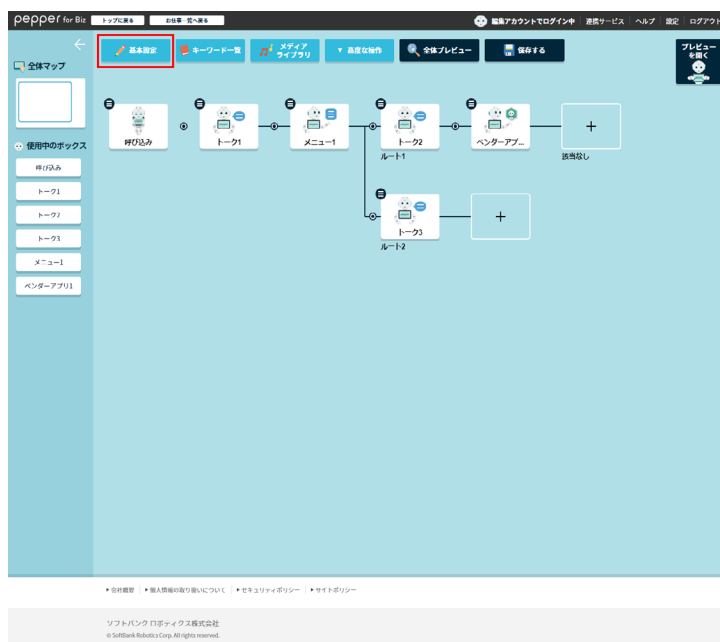 pepper for Biz
トップに戻る
お仕事一覧へ戻る
編集アカウントでログイン中
連携サービス
ヘルプ
設定
ログアウト
基本設定
キーワード一覧
メディア
ライブラリ
▼ 高度な操作
全体プレビュー
保存する
プレビュー
を開く
全体マップ
使用中のボックス
呼び込み
トーク1
トーク2
トーク3
メニュー1
ベンダーアプリ1
呼び込み
トーク1
メニュー1
トーク2
ベンダーアプ...
+
ルート1
該当なし
トーク3
+
ルート2
会社概要
個人情報の取り扱いについて
セキュリティポリシー
サイトポリシー
ソフトバンク ロボティクス株式会社
© SoftBank Robotics Corp. All rights reserved.